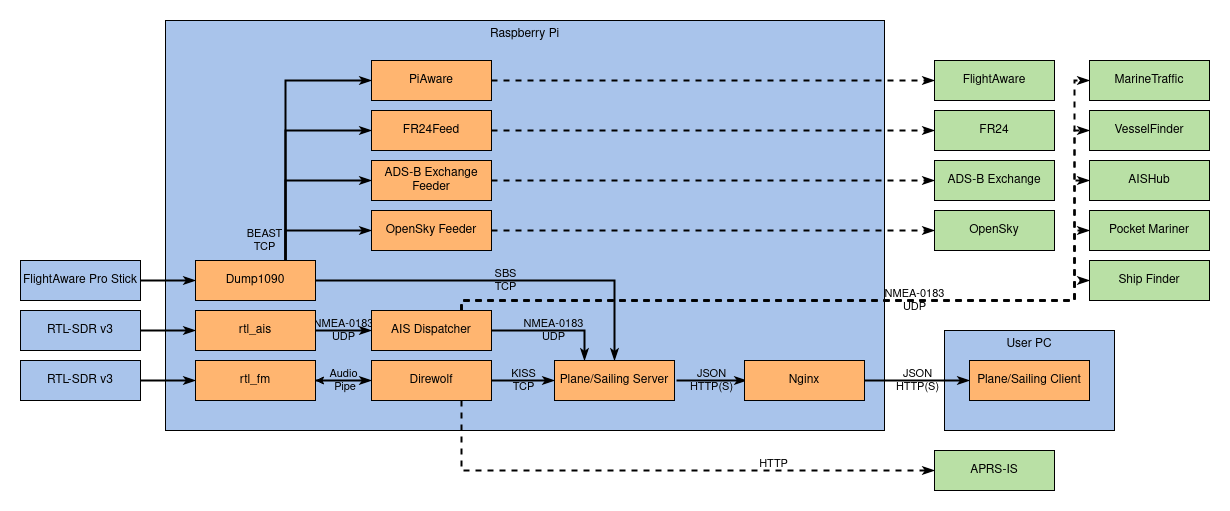 Raspberry Pi
PiAware
FlightAware
MarineTraffic
FR24Feed
FR24
VesselFinder
ADS-B Exchange
Feeder
ADS-B Exchange
AISHub
OpenSky Feeder
OpenSky
Pocket Mariner
BEAST
TCP
FlightAware Pro Stick
Dump1090
SBS
TCP
Ship Finder
NMEA-0183
UDP
RTL-SDR v3
rtl_ais
NMEA-0183
UDP
AIS Dispatcher
NMEA-0183
UDP
User PC
RTL-SDR v3
rtl_fm
Audio
Pipe
Direwolf
KISS
TCP
Plane/Sailing Server
JSON
HTTP(S)
Nginx
JSON
HTTP(S)
Plane/Sailing Client
HTTP
APRS-IS